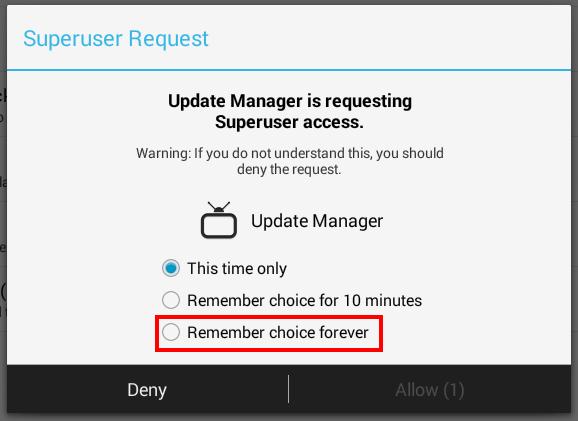 Superuser Request
Update Manager is requesting
Superuser access.
Warning: If you do not understand this, you should
deny the request.
Update Manager
This time only
Remember choice for 10 minutes
Remember choice forever
Deny
Allow (1)